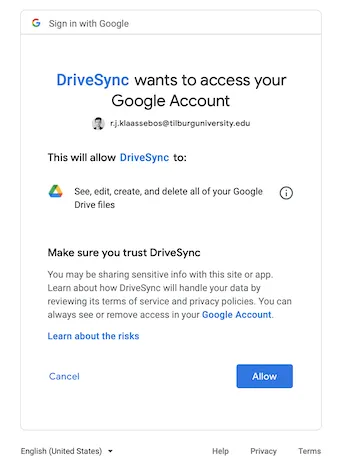 Sign in with Google
DriveSync wants to access your
Google Account
r.j.klaassebos@tilburguniversity.edu
This will allow DriveSync to:
See, edit, create, and delete all of your Google
Drive files
Make sure you trust DriveSync
You may be sharing sensitive info with this site or app.
Learn about how DriveSync will handle your data by
reviewing its terms of service and privacy policies. You can
always see or remove access in your Google Account.
Learn about the risks
Cancel
Allow
English (United States)
Help
Privacy
Terms